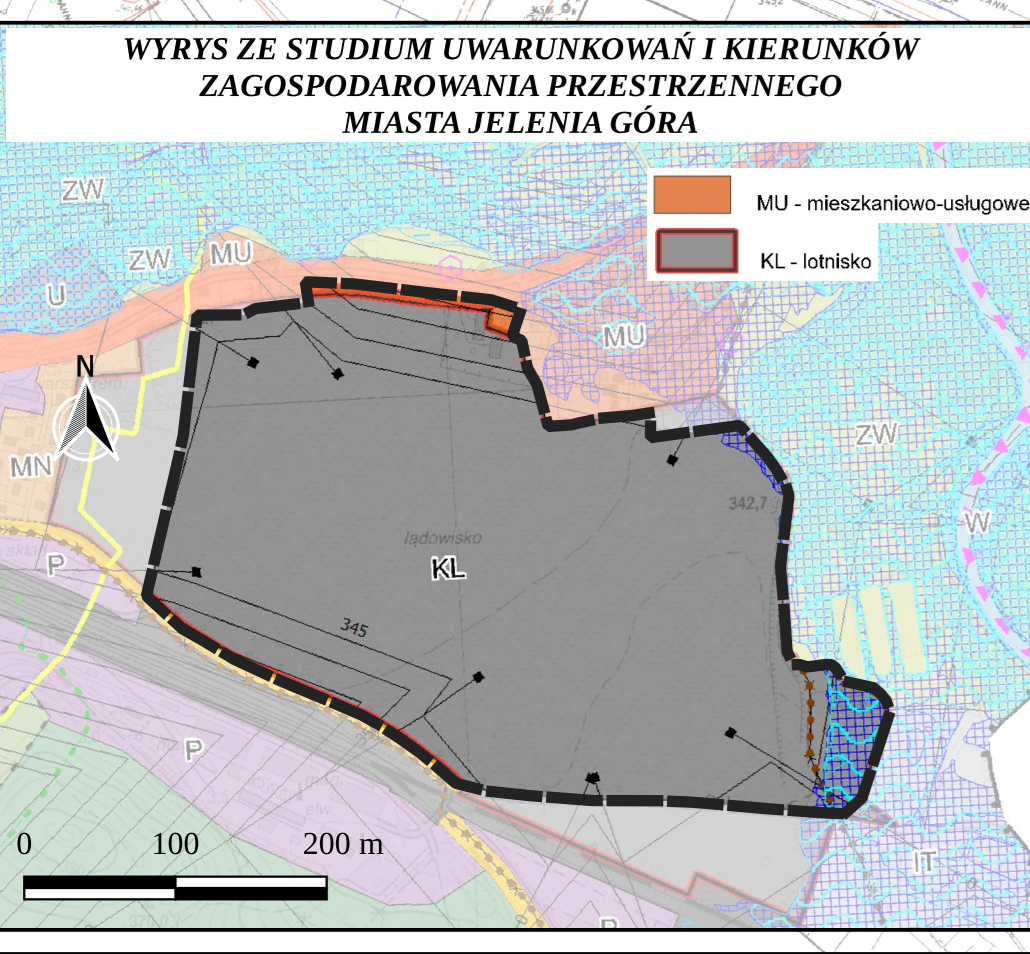 WYRYS ZE STUDIUM UWARUNKOWAŃ I KIERUNKÓW
ZAGOSPODAROWANIA PRZESTRZENNEGO
MIASTA JELENIA GÓRA
MU - mieszkaniowo-usługowe
KL - lotnisko
ZW
ZW
MU
U
MU
N
ZW
MN
342,7
W
lądowisko
KL
P
345
P
0 100 200 m
IT
P